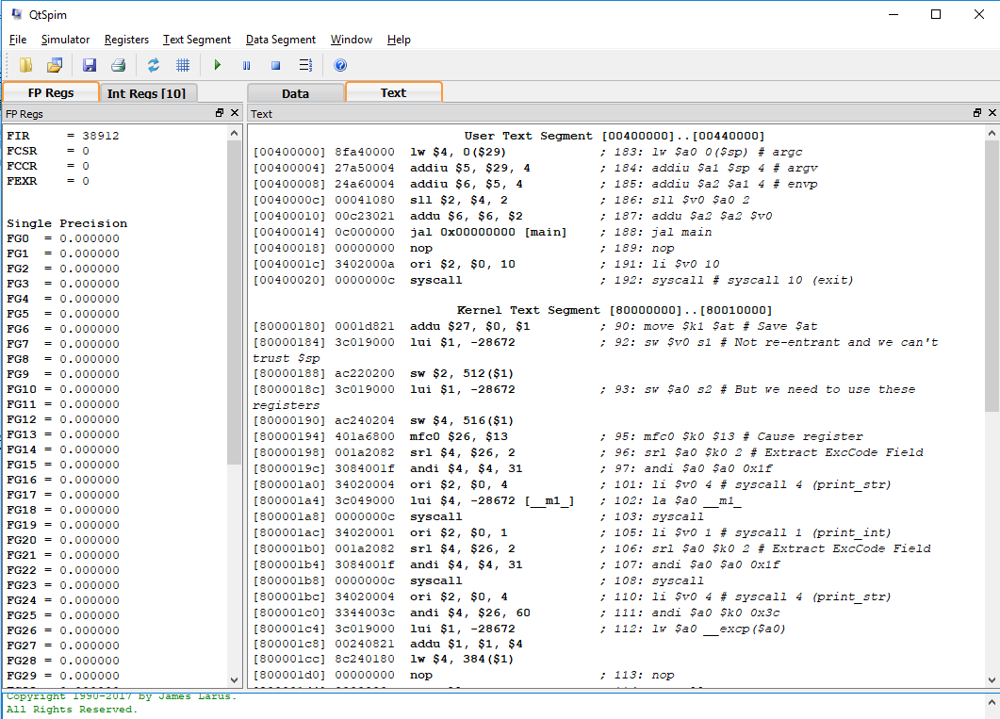 QtSpim
File Simulator Registers Text Segment Data Segment Window Help
FP Regs Int Regs [10] Data Text
FP Regs
FIR = 38912
FCSR = 0
FCCR = 0
FEXR = 0
Single Precision
FG0 = 0.000000
FG1 = 0.000000
FG2 = 0.000000
FG3 = 0.000000
FG4 = 0.000000
FG5 = 0.000000
FG6 = 0.000000
FG7 = 0.000000
FG8 = 0.000000
FG9 = 0.000000
FG10 = 0.000000
FG11 = 0.000000
FG12 = 0.000000
FG13 = 0.000000
FG14 = 0.000000
FG15 = 0.000000
FG16 = 0.000000
FG17 = 0.000000
FG18 = 0.000000
FG19 = 0.000000
FG20 = 0.000000
FG21 = 0.000000
FG22 = 0.000000
FG23 = 0.000000
FG24 = 0.000000
FG25 = 0.000000
FG26 = 0.000000
FG27 = 0.000000
FG28 = 0.000000
FG29 = 0.000000
Text
User Text Segment [00400000]..[00440000]
[00400000] 8fa40000 lw $4, 0($29) ; 183: lw $a0 0($sp) # argc
[00400004] 27a50004 addiu $5, $29, 4 ; 184: addiu $a1 $sp 4 # argv
[00400008] 24a60004 addiu $6, $5, 4 ; 185: addiu $a2 $a1 4 # envp
[0040000c] 00041080 sll $2, $4, 2 ; 186: sll $v0 $a0 2
[00400010] 00c23021 addu $6, $6, $2 ; 187: addu $a2 $a2 $v0
[00400014] 0c000000 jal 0x00000000 [main] ; 188: jal main
[00400018] 00000000 nop ; 189: nop
[0040001c] 3402000a ori $2, $0, 10 ; 191: li $v0 10
[00400020] 0000000c syscall ; 192: syscall # syscall 10 (exit)
Kernel Text Segment [80000000]..[80010000]
[80000180] 0001d821 addu $27, $0, $1 ; 90: move $k1 $at # Save $at
[80000184] 3c019000 lui $1, -28672 ; 92: sw $v0 s1 # Not re-entrant and we can't
trust $sp
[80000188] ac220200 sw $2, 512($1)
[8000018c] 3c019000 lui $1, -28672 ; 93: sw $a0 s2 # But we need to use these
registers
[80000190] ac240204 sw $4, 516($1)
[80000194] 401a6800 mfc0 $26, $13 ; 95: mfc0 $k0 $13 # Cause register
[80000198] 001a2082 srl $4, $26, 2 ; 96: srl $a0 $k0 2 # Extract ExcCode Field
[8000019c] 3084001f andi $4, $4, 31 ; 97: andi $a0 $a0 0x1f
[800001a0] 34020004 ori $2, $0, 4 ; 101: li $v0 4 # syscall 4 (print_str)
[800001a4] 3c049000 lui $4, -28672 [__m1_] ; 102: la $a0 __m1_
[800001a8] 0000000c syscall ; 103: syscall
[800001ac] 34020001 ori $2, $0, 1 ; 105: li $v0 1 # syscall 1 (print_int)
[800001b0] 001a2082 srl $4, $26, 2 ; 106: srl $a0 $k0 2 # Extract ExcCode Field
[800001b4] 3084001f andi $4, $4, 31 ; 107: andi $a0 $a0 0x1f
[800001b8] 0000000c syscall ; 108: syscall
[800001bc] 34020004 ori $2, $0, 4 ; 110: li $v0 4 # syscall 4 (print_str)
[800001c0] 3344003c andi $4, $26, 60 ; 111: andi $a0 $k0 0x3c
[800001c4] 3c019000 lui $1, -28672 ; 112: lw $a0 __excp($a0)
[800001c8] 00240821 addu $1, $1, $4
[800001cc] 8c240180 lw $4, 384($1)
[800001d0] 00000000 nop ; 113: nop
Copyright 1990-2017 by James Larus.
All Rights Reserved.